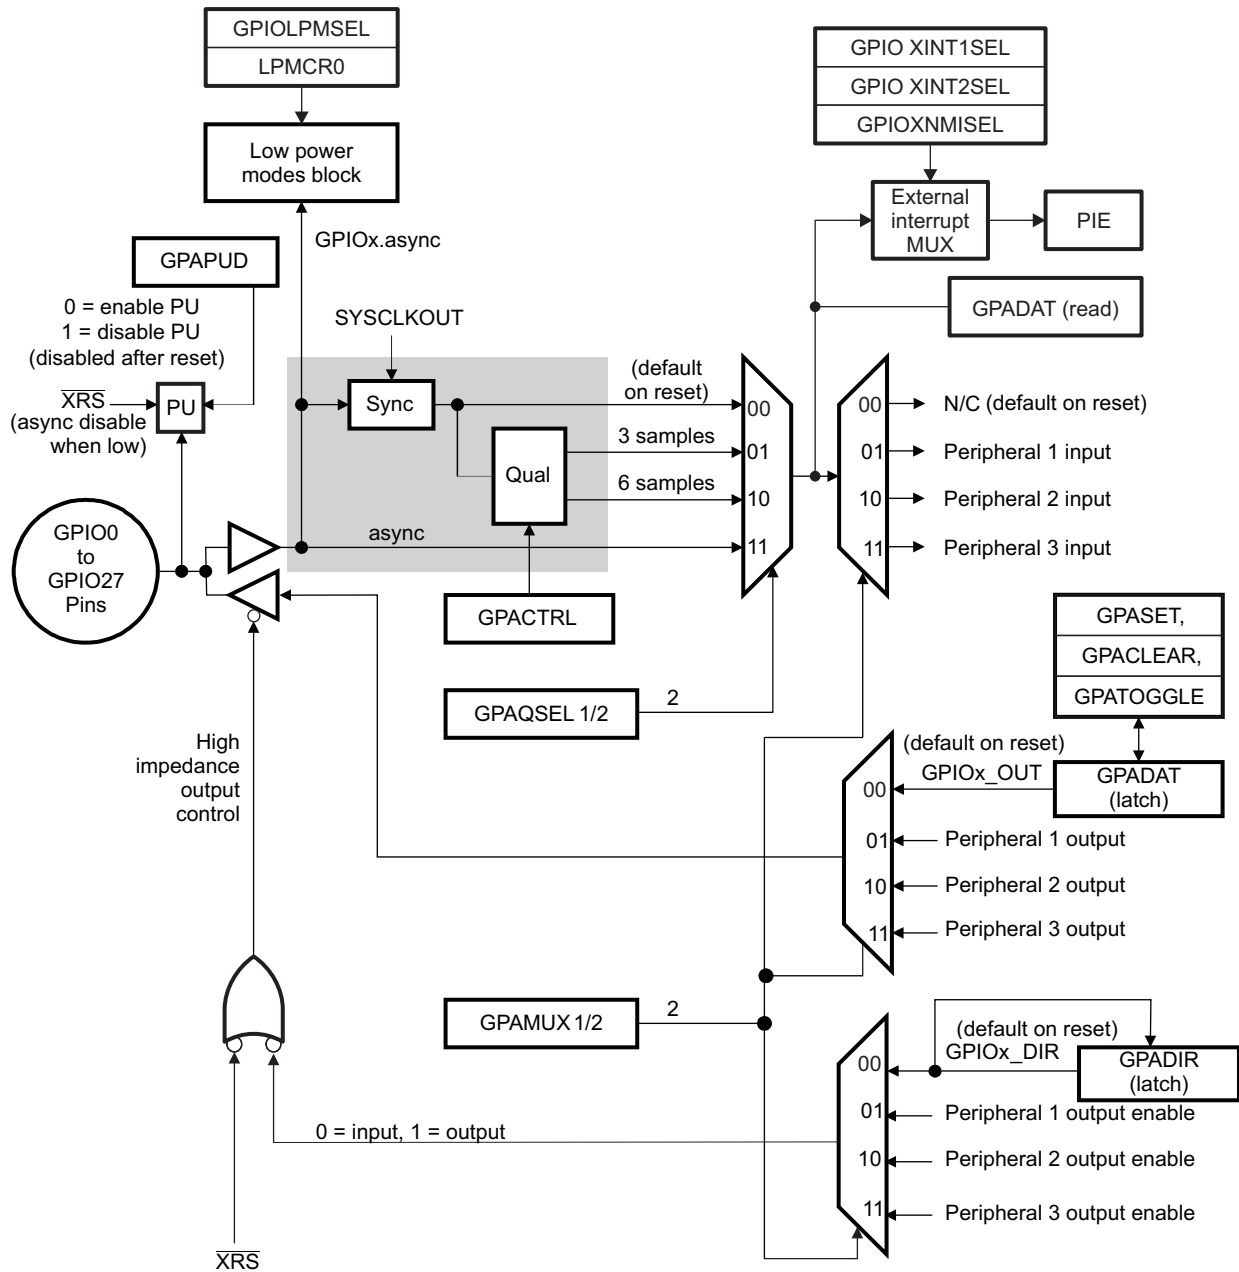 GPIOLPMSEL
LPMCR0
Low power
modes block
GPIO XINT1SEL
GPIO XINT2SEL
GPIOXNMISEL
External
interrupt
MUX
PIE
GPADAT (read)
GPIOx.async
GPAPUD
0 = enable PU
1 = disable PU
(disabled after reset)
XRS
(async disable
when low)
PU
SYSCLKOUT
Sync
Qual
(default
on reset)
3 samples
6 samples
async
00
01
10
11
00
01
10
11
N/C (default on reset)
Peripheral 1 input
Peripheral 2 input
Peripheral 3 input
GPIO0
to
GPIO27
Pins
GPACTRL
GPAQSEL 1/2
2
GPASET,
GPACLEAR,
GPATOGGLE
GPADAT
(latch)
High
impedance
output
control
(default on reset)
GPIOx_OUT
00
01
10
11
Peripheral 1 output
Peripheral 2 output
Peripheral 3 output
GPAMUX 1/2
2
(default on reset)
GPIOx_DIR
GPADIR
(latch)
00
01
10
11
Peripheral 1 output enable
Peripheral 2 output enable
Peripheral 3 output enable
0 = input, 1 = output
XRS